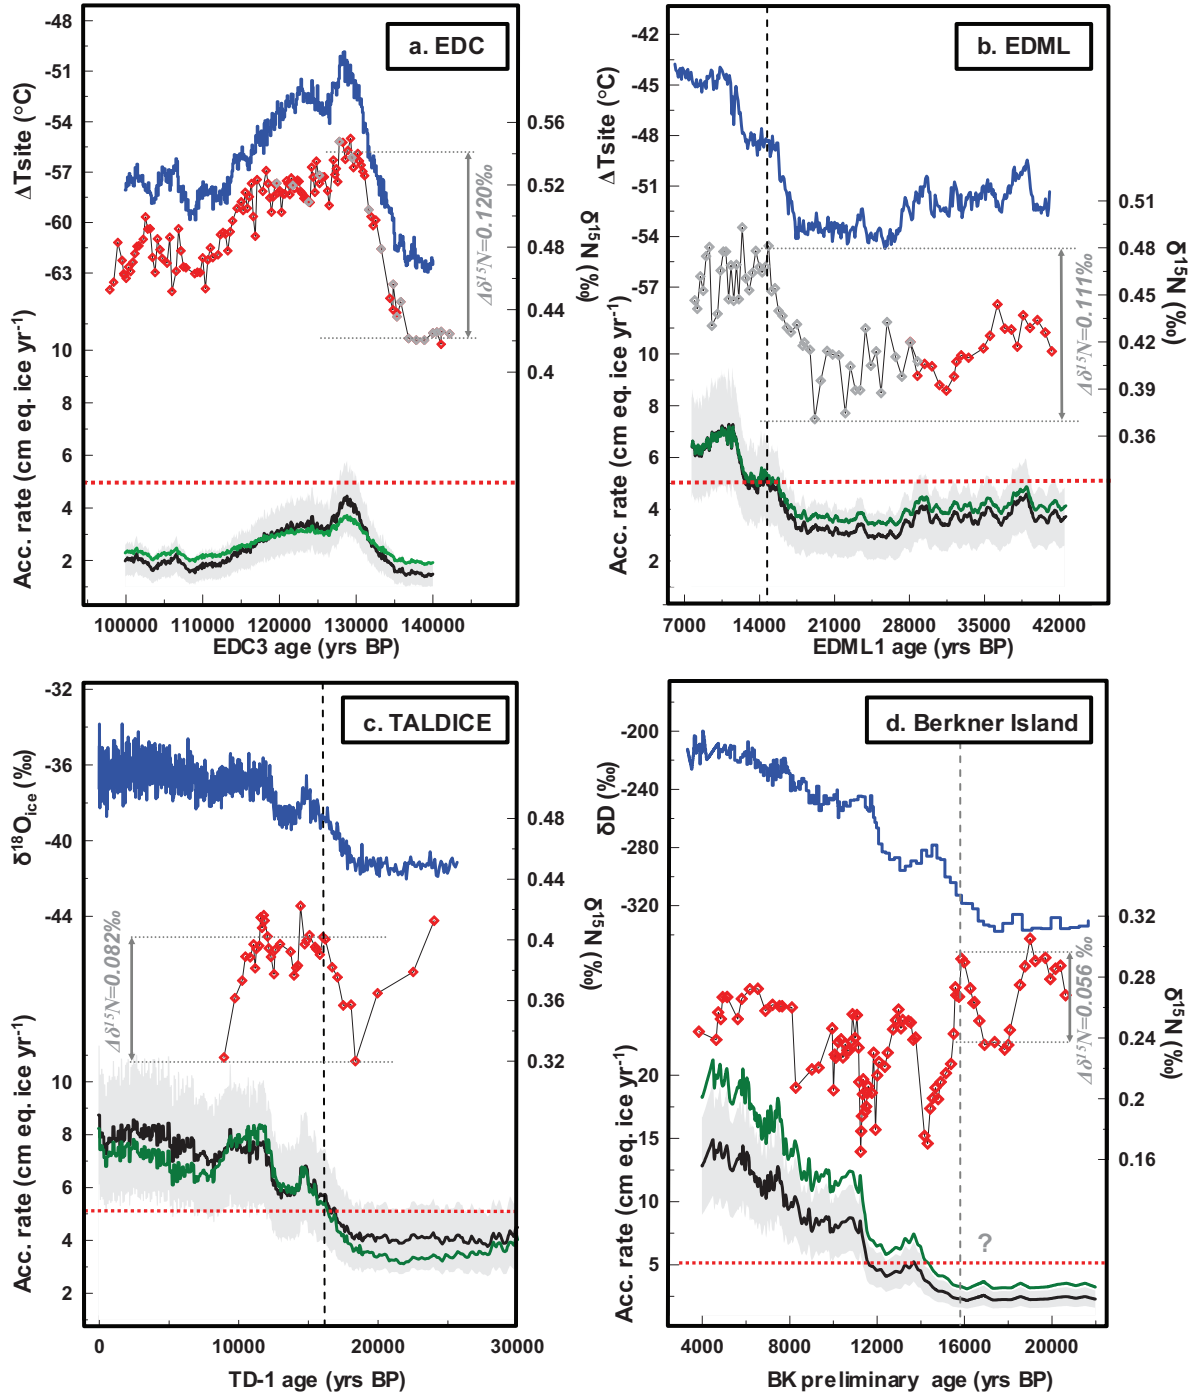 a. EDC
ΔTsite (°C)
-48
-51
-54
-57
-60
-63
δ¹⁵N (‰)
0.56
0.52
0.48
0.44
0.4
Δδ¹⁵N=0.120‰
Acc. rate (cm eq. ice yr⁻¹)
10
8
6
4
2
100000 110000 120000 130000 140000
EDC3 age (yrs BP)
b. EDML
ΔTsite (°C)
-42
-45
-48
-51
-54
-57
δ¹⁵N (‰)
0.51
0.48
0.45
0.42
0.39
0.36
Δδ¹⁵N=0.111‰
Acc. rate (cm eq. ice yr⁻¹)
10
8
6
4
2
7000 14000 21000 28000 35000 42000
EDML1 age (yrs BP)
c. TALDICE
δ¹⁸O_ice (‰)
-32
-36
-40
-44
δ¹⁵N (‰)
0.48
0.44
0.4
0.36
0.32
Δδ¹⁵N=0.082‰
Acc. rate (cm eq. ice yr⁻¹)
10
8
6
4
2
0 10000 20000 30000
TD-1 age (yrs BP)
d. Berkner Island
δD (‰)
-200
-240
-280
-320
δ¹⁵N (‰)
0.32
0.28
0.24
0.2
0.16
Δδ¹⁵N=0.056 ‰
?
Acc. rate (cm eq. ice yr⁻¹)
20
15
10
5
4000 8000 12000 16000 20000
BK preliminary age (yrs BP)